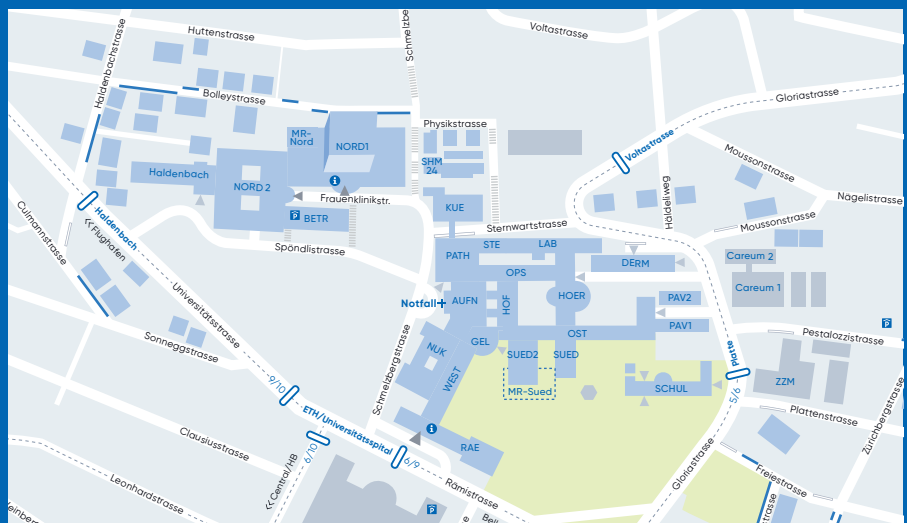 Huttenstrasse
Voltastrasse
Haldenbachstrasse
Schmelzbe
Bolleystrasse
Gloriastrasse
Physikstrasse
Voltastrasse
MR-
Nord
NORD1
SHM
24
Moussonstrasse
Haldenbach
NORD 2
Frauenklinikstr.
KUE
Häldeliweg
Nägelistrasse
Culmannstrasse
Haldenbach
<< Flughafen
P
BETR
Sternwartstrasse
Moussonstrasse
Spöndlistrasse
STE
LAB
PATH
OPS
DERM
Careum 2
Careum 1
Notfall
AUFN
HOF
HOER
PAV2
PAV1
Universitätsstrasse
Sonneggstrasse
Schmelzbergstrasse
GEL
OST
NUK
WEST
SUED2
SUED
MR-Sued
SCHUL
Platte
5/6
P
Pestalozzistrasse
ZZM
Plattenstrasse
Zürichbergstrasse
9/10
ETH/Universitätsspital
6/10
6/9
RAE
<< Central/HB
Clausiusstrasse
Leonhardstrasse
Rämistrasse
Gloriastrasse
Freiestrasse
strasse
P